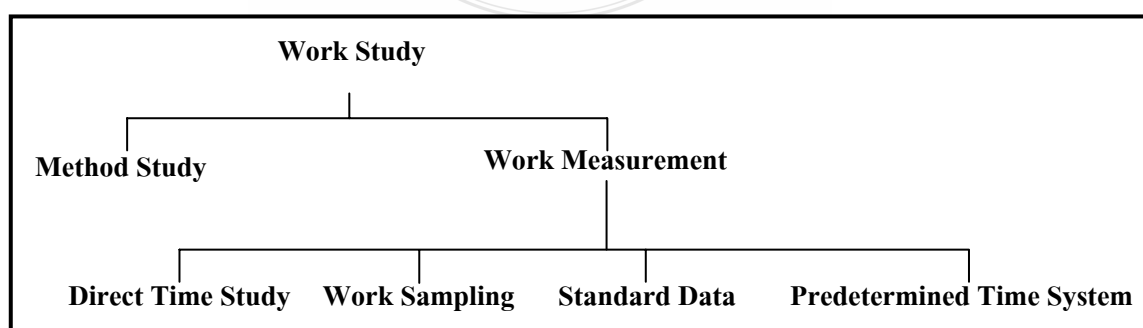 Work Study
Method Study
Work Measurement
Direct Time Study Work Sampling Standard Data Predetermined Time System